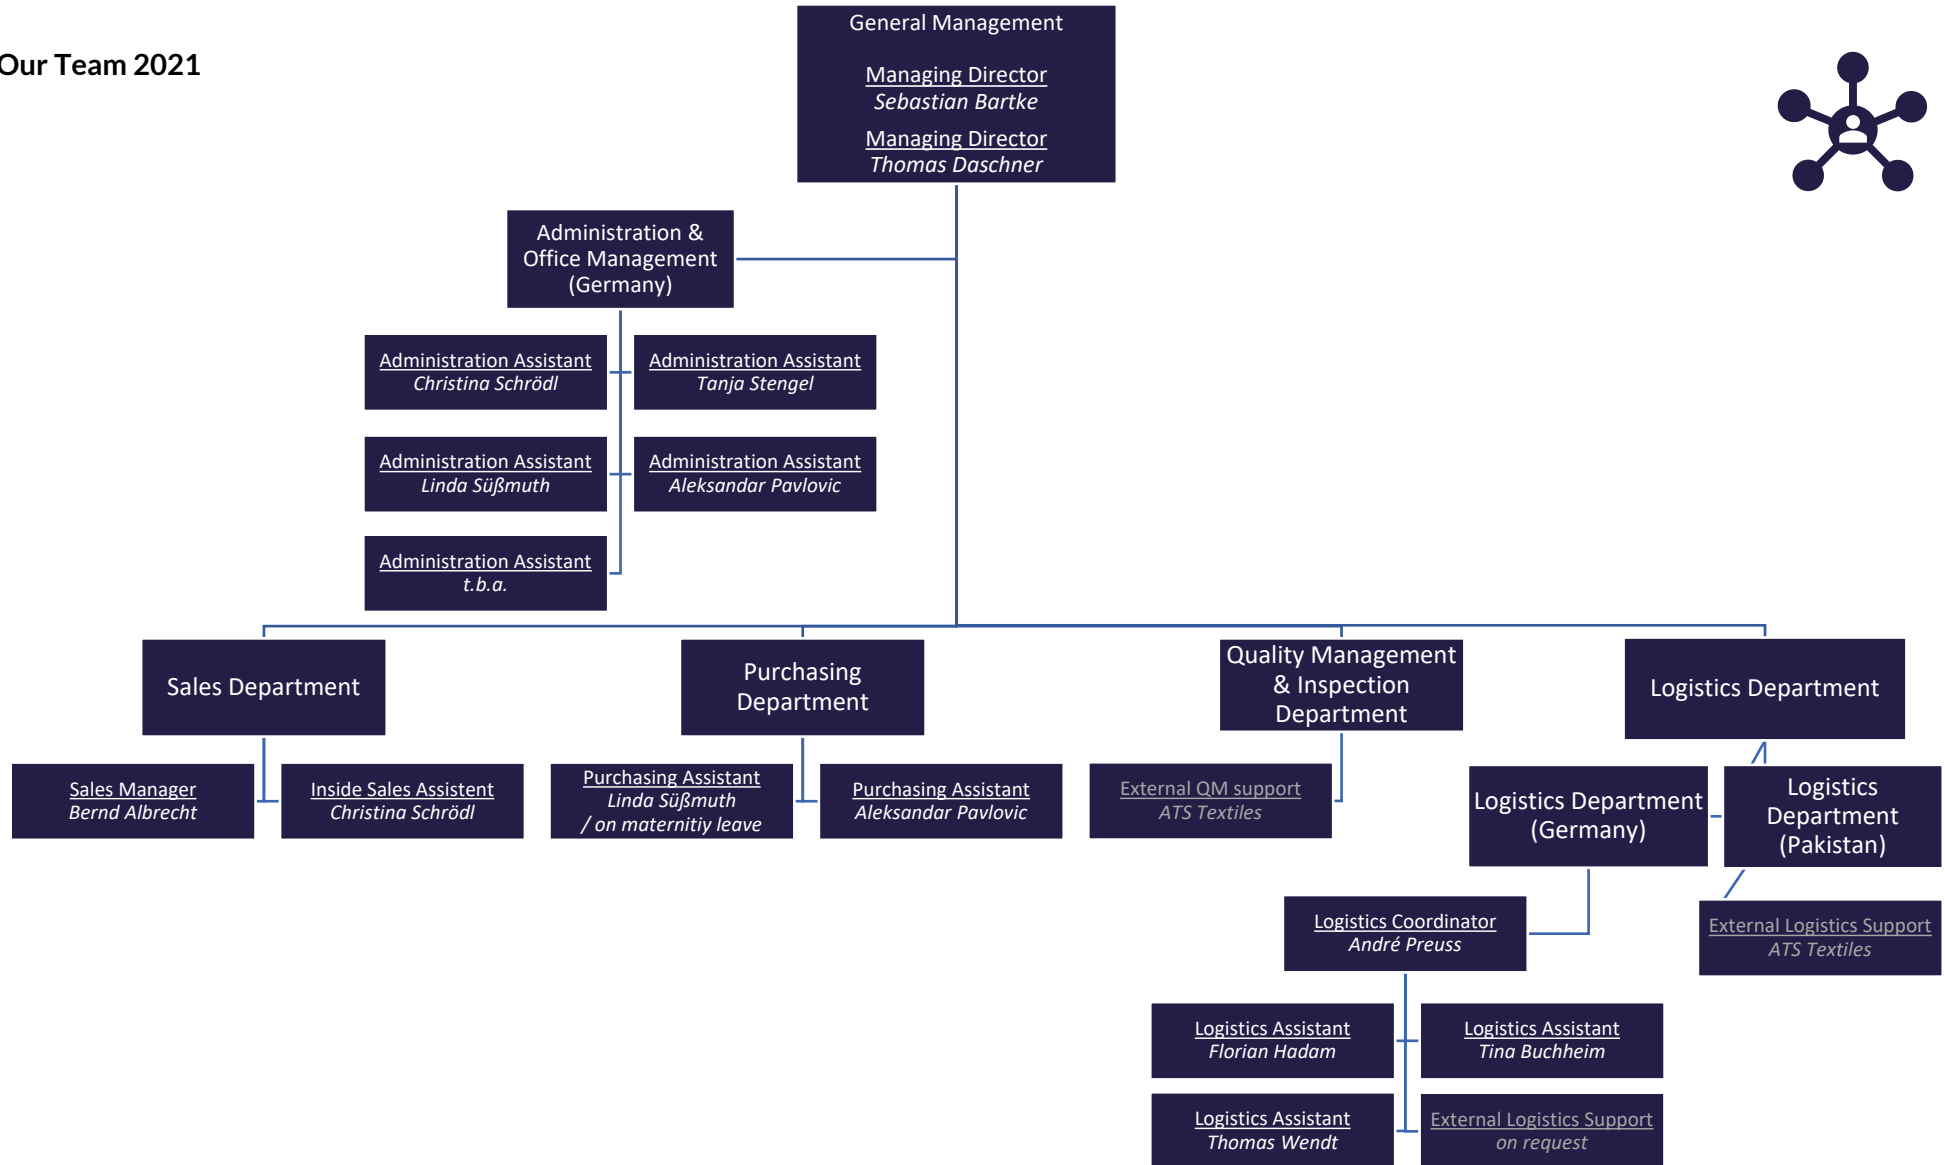 Our Team 2021
General Management
Managing Director
Sebastian Bartke
Managing Director
Thomas Daschner
Administration &
Office Management
(Germany)
Administration Assistant
Christina Schrödl
Administration Assistant
Tanja Stengel
Administration Assistant
Linda Süßmuth
Administration Assistant
Aleksandar Pavlovic
Administration Assistant
t.b.a.
Sales Department
Purchasing
Department
Quality Management
& Inspection
Department
Logistics Department
Sales Manager
Bernd Albrecht
Inside Sales Assistent
Christina Schrödl
Purchasing Assistant
Linda Süßmuth
/ on maternitiy leave
Purchasing Assistant
Aleksandar Pavlovic
External QM support
ATS Textiles
Logistics Department
(Germany)
Logistics
Department
(Pakistan)
Logistics Coordinator
André Preuss
External Logistics Support
ATS Textiles
Logistics Assistant
Florian Hadam
Logistics Assistant
Tina Buchheim
Logistics Assistant
Thomas Wendt
External Logistics Support
on request